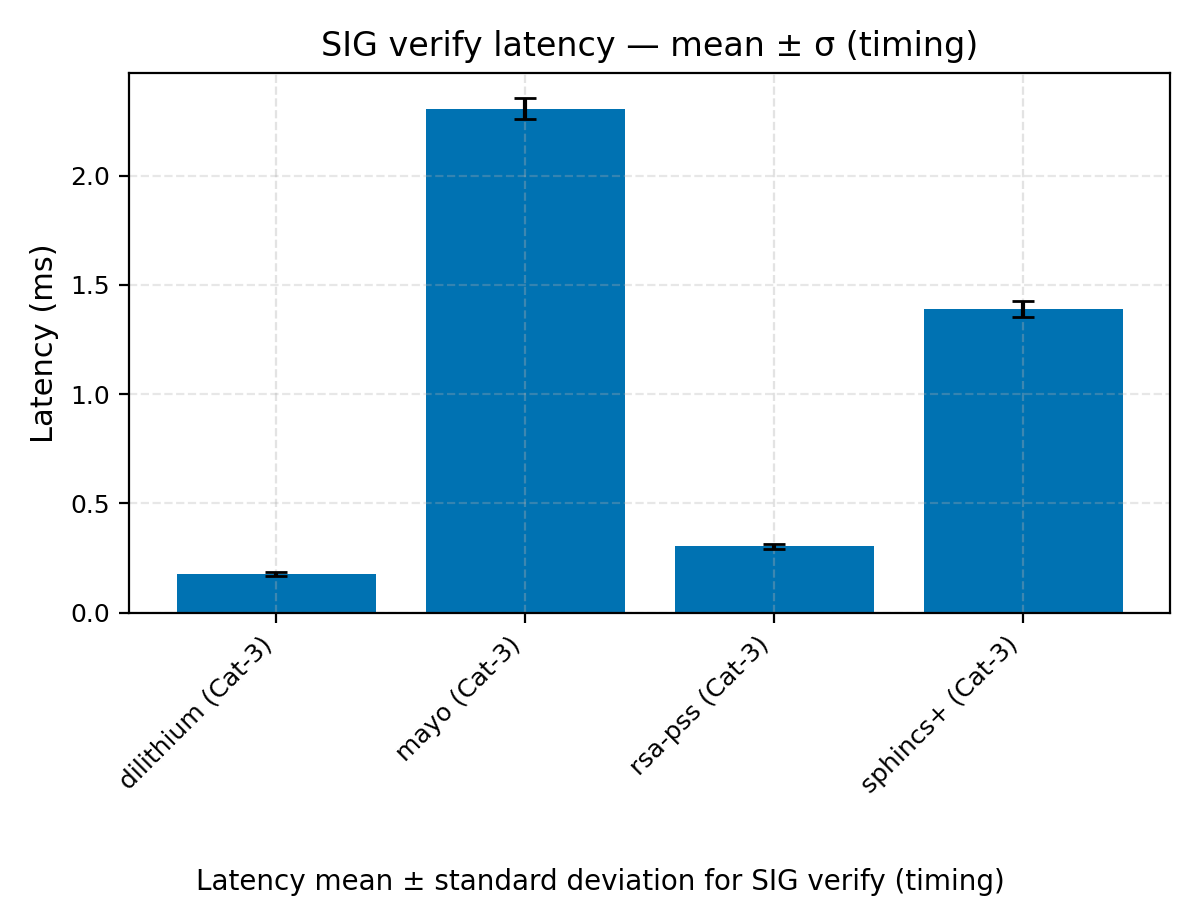 SIG verify latency — mean ± σ (timing)
Latency (ms)
2.0
1.5
1.0
0.5
0.0
dilithium (Cat-3)
mayo (Cat-3)
rsa-pss (Cat-3)
sphincs+ (Cat-3)
Latency mean ± standard deviation for SIG verify (timing)